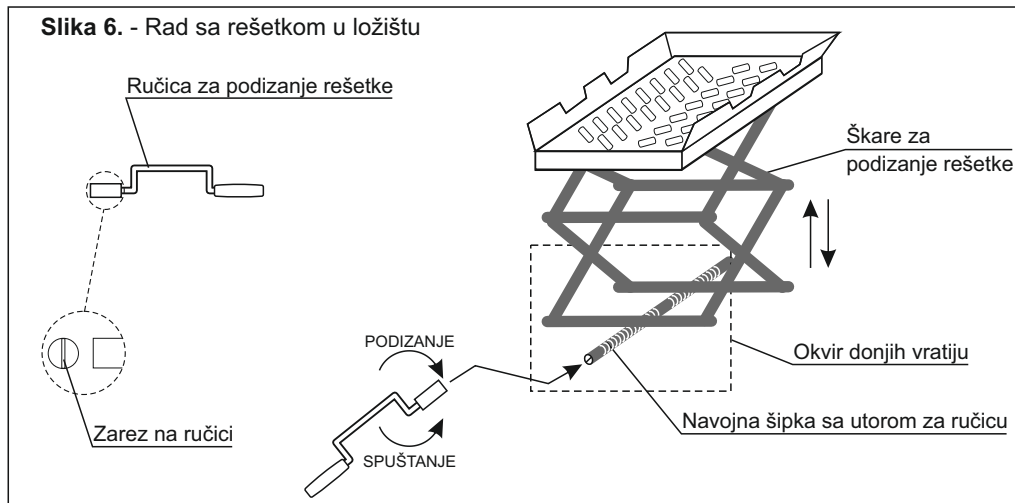 Slika 6. - Rad sa rešetkom u ložištu
Ručica za podizanje rešetke
Škare za
podizanje rešetke
Okvir donjih vratiju
PODIZANJE
Navojna šipka sa utorom za ručicu
Zarez na ručici
SPUŠTANJE